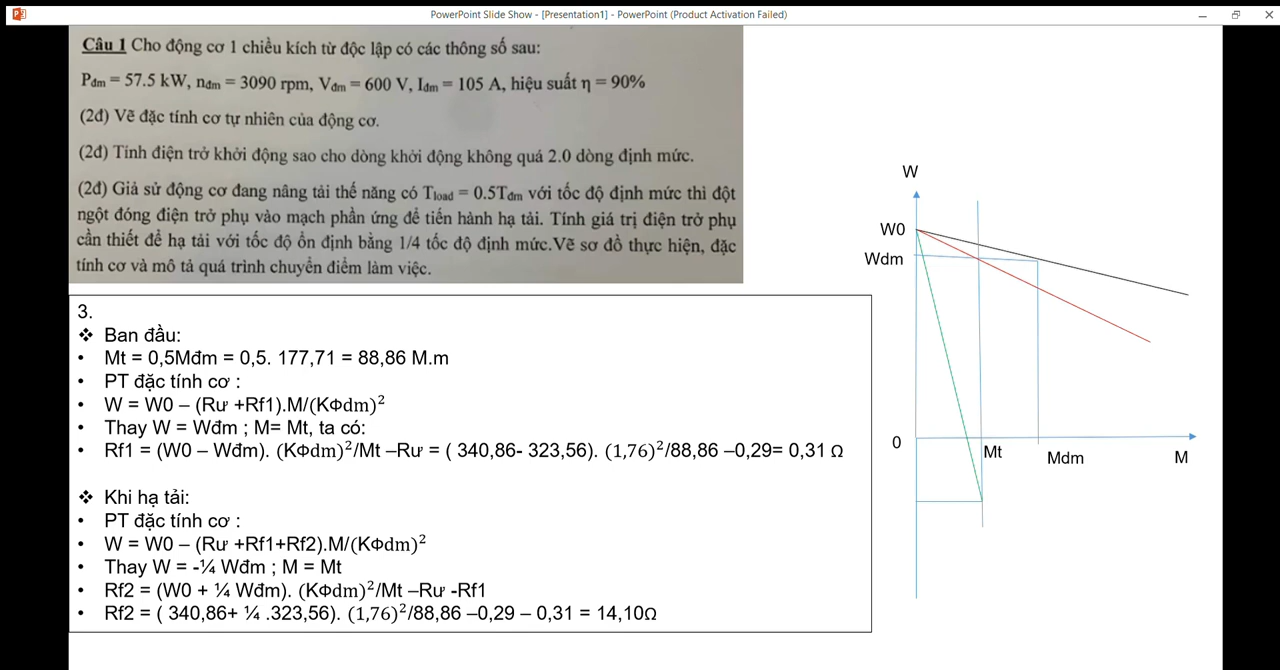 PowerPoint Slide Show - [Presentation1] - PowerPoint (Product Activation Failed)
Câu 1 Cho động cơ 1 chiều kích từ độc lập có các thông số sau:
Pđm = 57.5 kW, nđm = 3090 rpm, Vđm = 600 V, Iđm = 105 A, hiệu suất η = 90%
(2đ) Vẽ đặc tính cơ tự nhiên của động cơ.
(2đ) Tính điện trở khởi động sao cho dòng khởi động không quá 2.0 dòng định mức.
(2đ) Giả sử động cơ đang nâng tải thế năng có Tload = 0.5Tđm với tốc độ định mức thì đột
ngột đóng điện trở phụ vào mạch phần ứng để tiến hành hạ tải. Tính giá trị điện trở phụ
cần thiết để hạ tải với tốc độ ổn định bằng 1/4 tốc độ định mức.Vẽ sơ đồ thực hiện, đặc
tính cơ và mô tả quá trình chuyển điểm làm việc.
3.
❖ Ban đầu:
• Mt = 0,5Mđm = 0,5. 177,71 = 88,86 M.m
• PT đặc tính cơ :
• W = W0 – (Rư +Rf1).M/(KΦdm)²
• Thay W = Wđm ; M= Mt, ta có:
• Rf1 = (W0 – Wđm). (KΦdm)²/Mt –Rư = ( 340,86- 323,56). (1,76)²/88,86 –0,29= 0,31 Ω
❖ Khi hạ tải:
• PT đặc tính cơ :
• W = W0 – (Rư +Rf1+Rf2).M/(KΦdm)²
• Thay W = -¼ Wđm ; M = Mt
• Rf2 = (W0 + ¼ Wđm). (KΦdm)²/Mt –Rư -Rf1
• Rf2 = ( 340,86+ ¼ .323,56). (1,76)²/88,86 –0,29 – 0,31 = 14,10Ω
W
W0
Wdm
0
Mt
Mdm
M